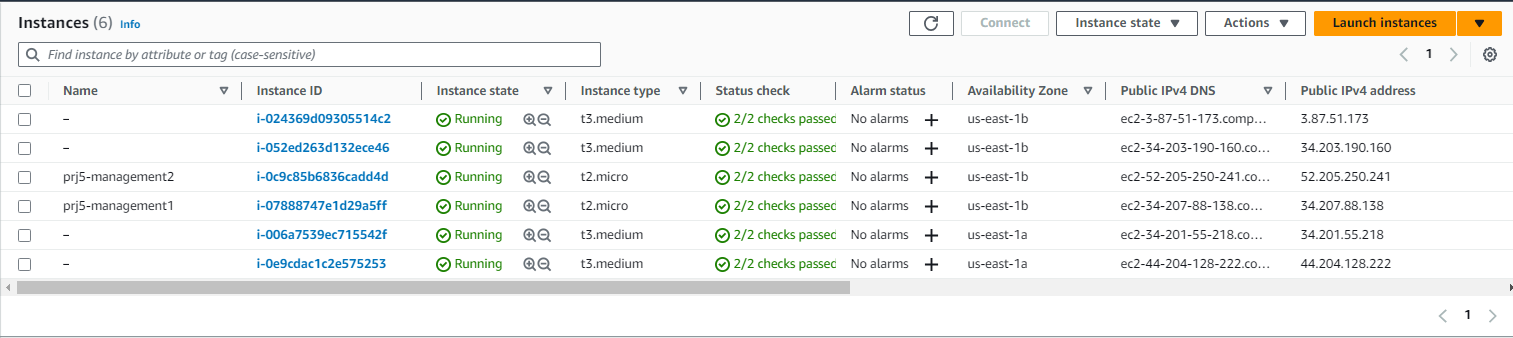 Instances (6) Info Connect Instance state Actions Launch instances
Find instance by attribute or tag (case-sensitive)
1
Name Instance ID Instance state Instance type Status check Alarm status Availability Zone Public IPv4 DNS Public IPv4 address
– i-024369d09305514c2 Running t3.medium 2/2 checks passed No alarms + us-east-1b ec2-3-87-51-173.comp... 3.87.51.173
– i-052ed263d132ece46 Running t3.medium 2/2 checks passed No alarms + us-east-1b ec2-34-203-190-160.co... 34.203.190.160
prj5-management2 i-0c9c85b6836cadd4d Running t2.micro 2/2 checks passed No alarms + us-east-1b ec2-52-205-250-241.co... 52.205.250.241
prj5-management1 i-07888747e1d29a5ff Running t2.micro 2/2 checks passed No alarms + us-east-1b ec2-34-207-88-138.co... 34.207.88.138
– i-006a7539ec715542f Running t3.medium 2/2 checks passed No alarms + us-east-1a ec2-34-201-55-218.co... 34.201.55.218
– i-0e9cdac1c2e575253 Running t3.medium 2/2 checks passed No alarms + us-east-1a ec2-44-204-128-222.co... 44.204.128.222
1